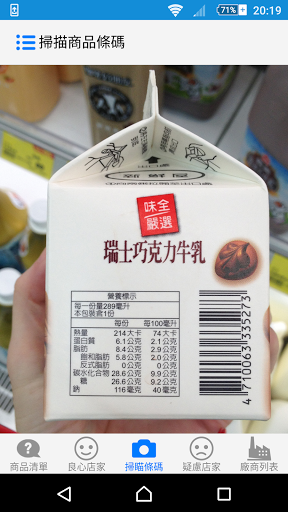 71% 20:19
掃描商品條碼
新鮮屋
味全
嚴選
瑞士巧克力牛乳
營養標示
每一份量289毫升
本包裝含1份
每份 每100毫升
熱量 214大卡 74大卡
蛋白質 6.1公克 2.1公克
脂肪 8.4公克 2.9公克
飽和脂肪 5.8公克 2.0公克
反式脂肪 0公克 0公克
碳水化合物 28.6公克 9.9公克
糖 26.6公克 9.2公克
鈉 116毫克 40毫克
4710063335273
商品清單 良心店家 掃瞄條碼 疑慮店家 廠商列表